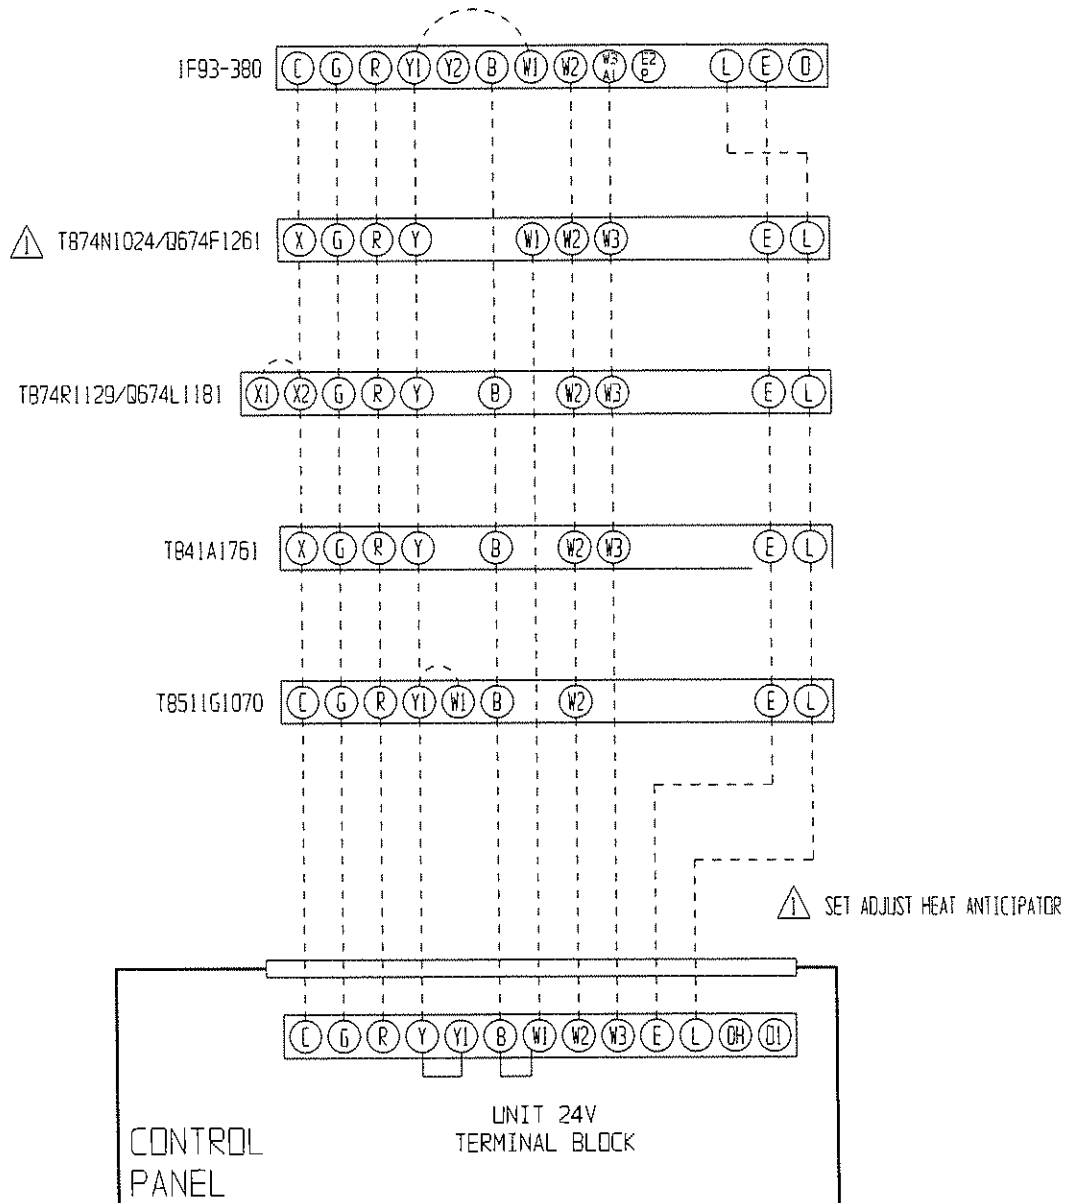 1F93-380 C G R Y1 Y2 B W1 W2 W3 A1 E2 P L E O
1 T874N1024/Q674F1261 X G R Y W1 W2 W3 E L
T874R1129/Q674L1181 X1 X2 G R Y B W2 W3 E L
T841A1761 X G R Y B W2 W3 E L
T8511G1070 C G R Y1 W1 B W2 E L
1 SET ADJUST HEAT ANTICIPATOR
C G R Y Y1 B W1 W2 W3 E L
UNIT 24V
TERMINAL BLOCK
CONTROL
PANEL